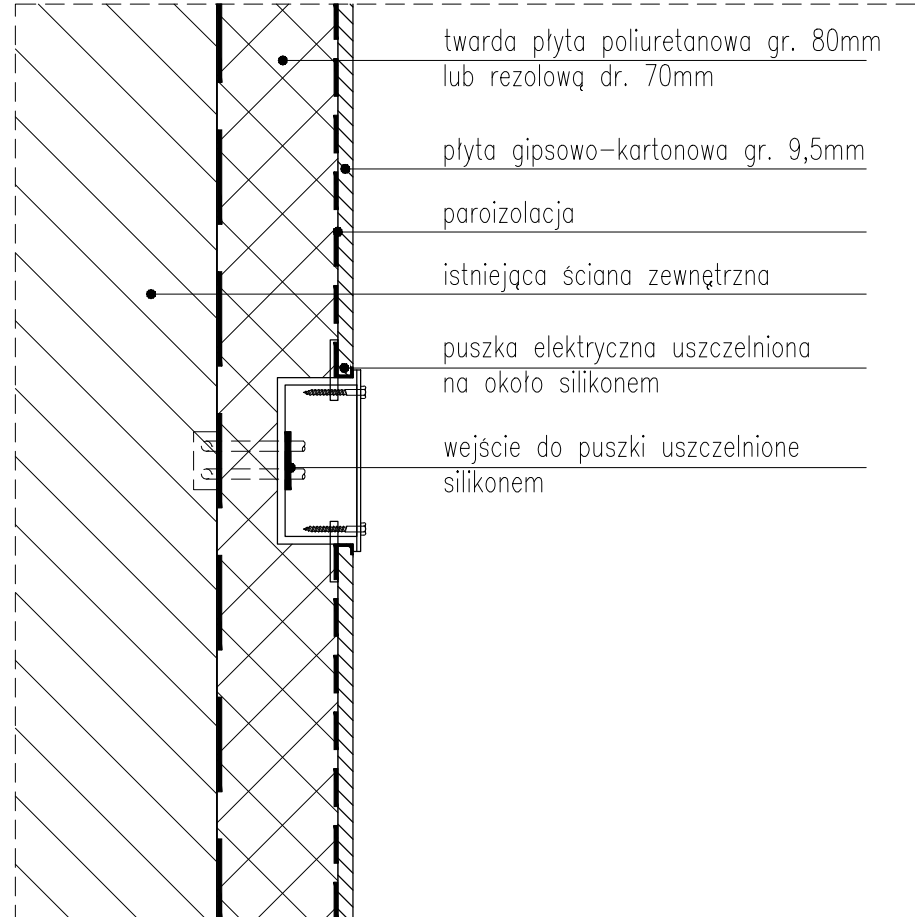 twarda płyta poliuretanowa gr. 80mm
lub rezolową dr. 70mm
płyta gipsowo-kartonowa gr. 9,5mm
paroizolacja
istniejąca ściana zewnętrzna
puszka elektryczna uszczelniona
na około silikonem
wejście do puszki uszczelnione
silikonem